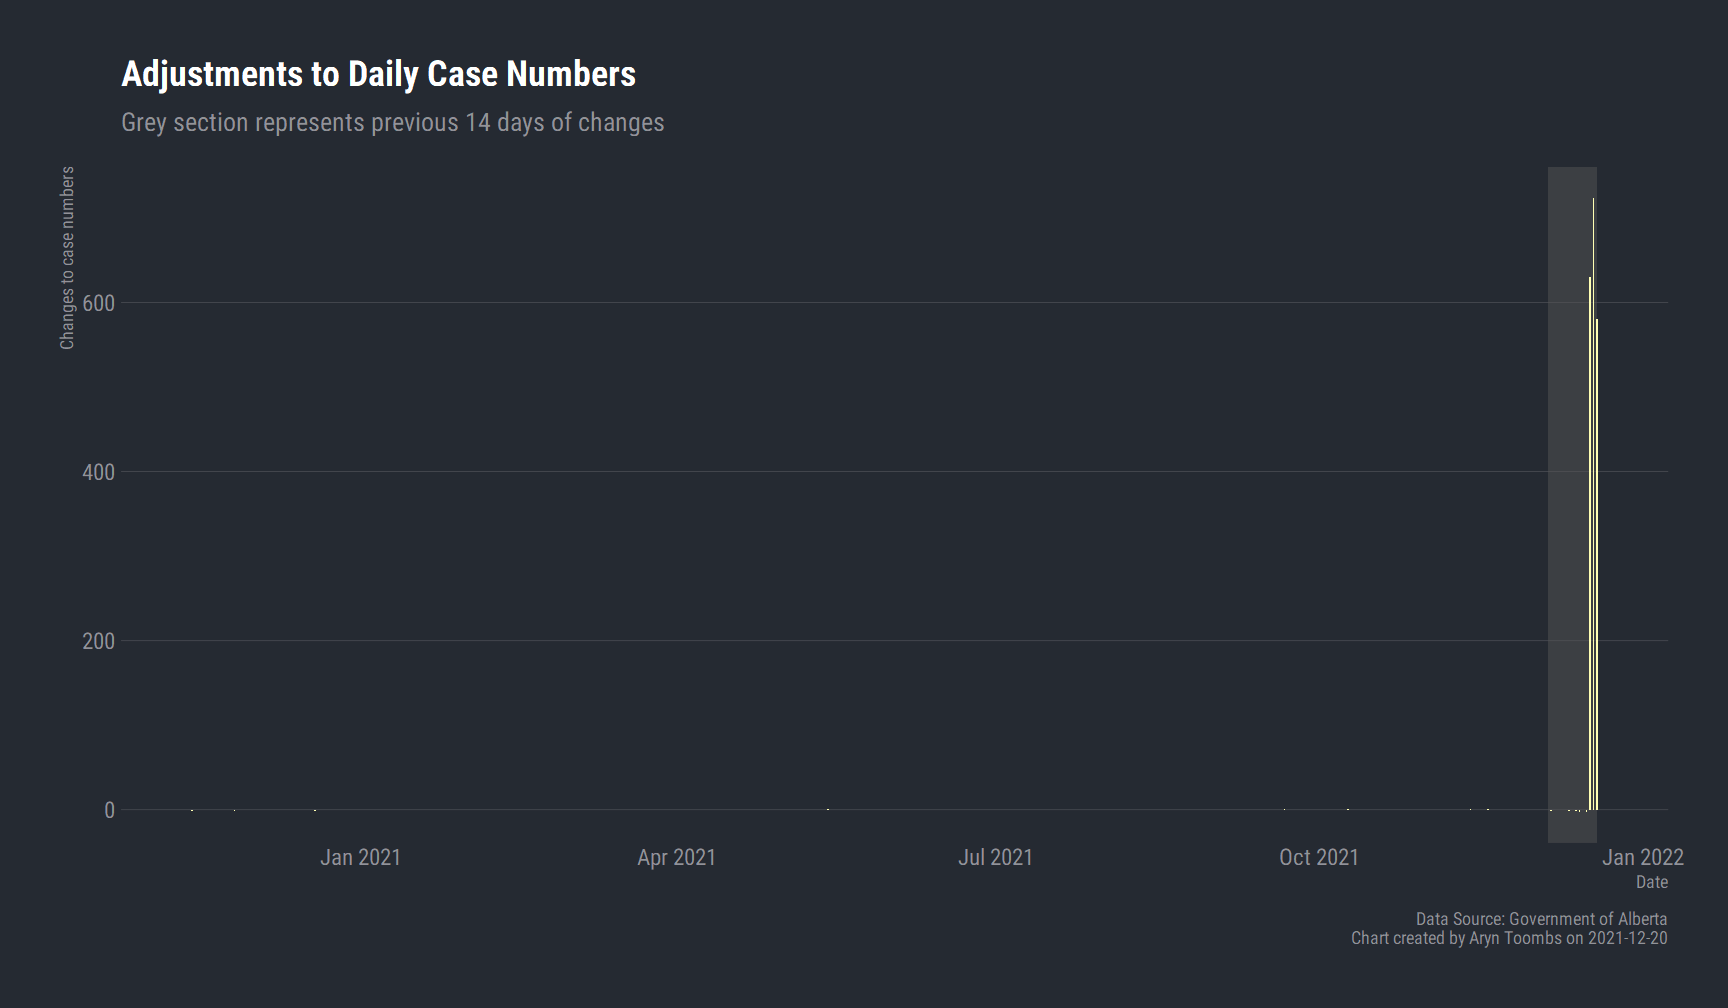 Adjustments to Daily Case Numbers
Grey section represents previous 14 days of changes
Changes to case numbers
600
400
200
0
Jan 2021
Apr 2021
Jul 2021
Oct 2021
Jan 2022
Date
Data Source: Government of Alberta
Chart created by Aryn Toombs on 2021-12-20